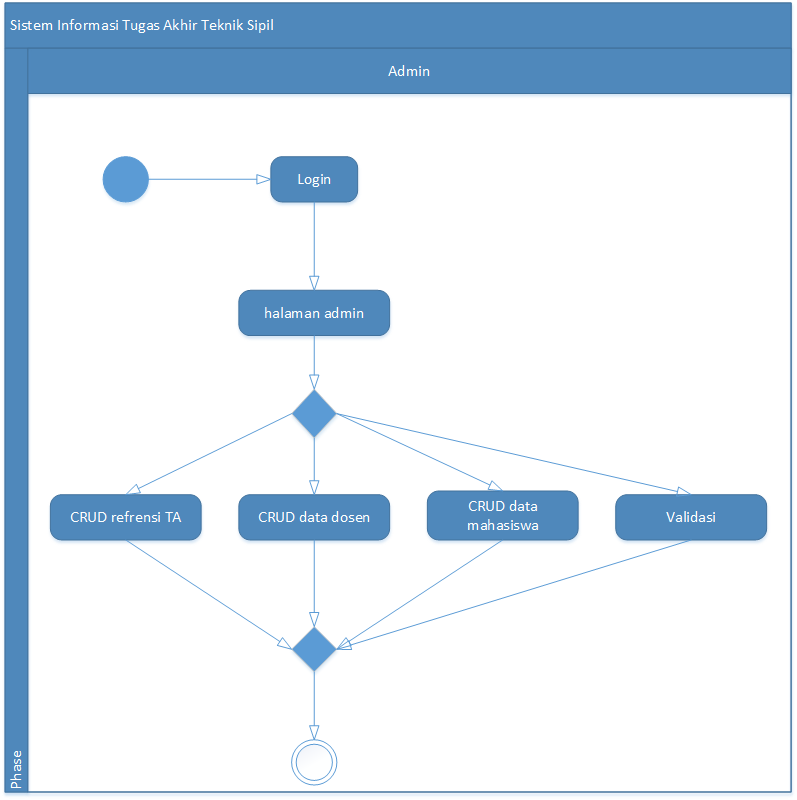 Sistem Informasi Tugas Akhir Teknik Sipil
Admin
Login
halaman admin
CRUD refrensi TA
CRUD data dosen
CRUD data
mahasiswa
Validasi
Phase